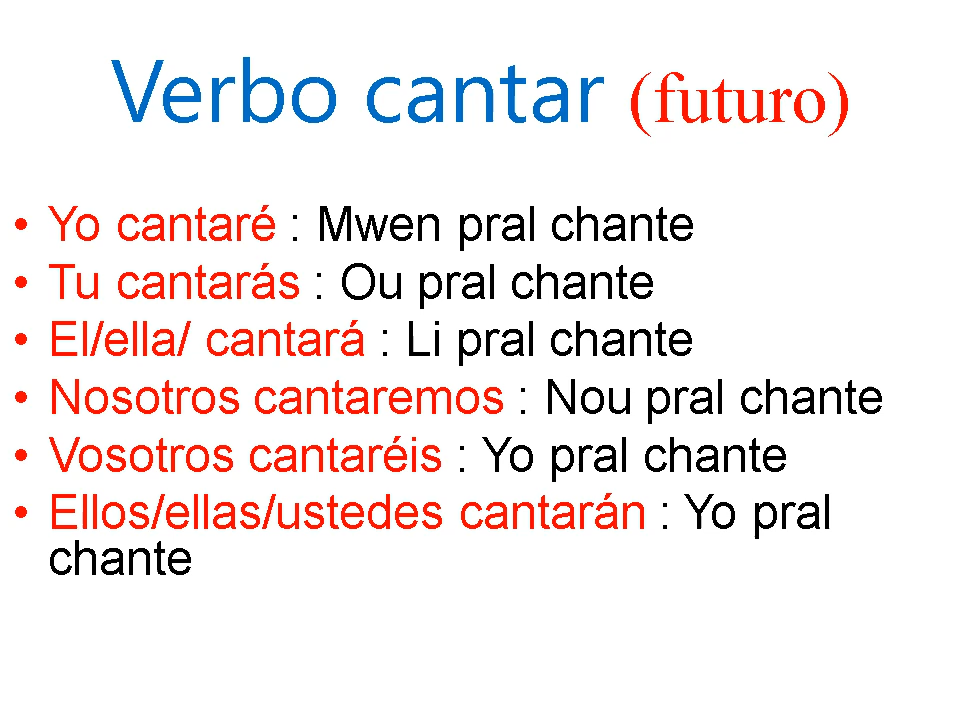 Verbo cantar (futuro)
• Yo cantaré : Mwen pral chante
• Tu cantarás : Ou pral chante
• El/ella/ cantará : Li pral chante
• Nosotros cantaremos : Nou pral chante
• Vosotros cantaréis : Yo pral chante
• Ellos/ellas/ustedes cantarán : Yo pral
chante